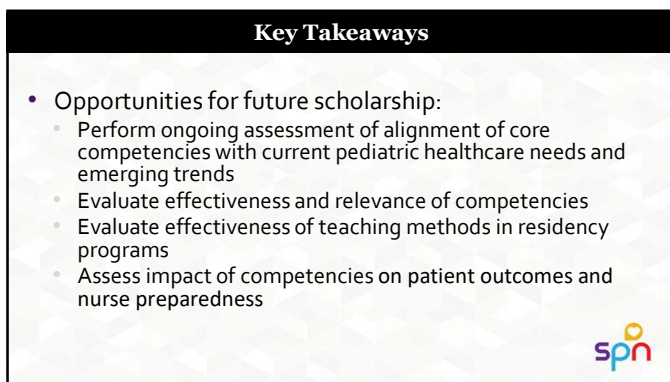 Key Takeaways
• Opportunities for future scholarship:
• Perform ongoing assessment of alignment of core
competencies with current pediatric healthcare needs and
emerging trends
• Evaluate effectiveness and relevance of competencies
• Evaluate effectiveness of teaching methods in residency
programs
• Assess impact of competencies on patient outcomes and
nurse preparedness
spn